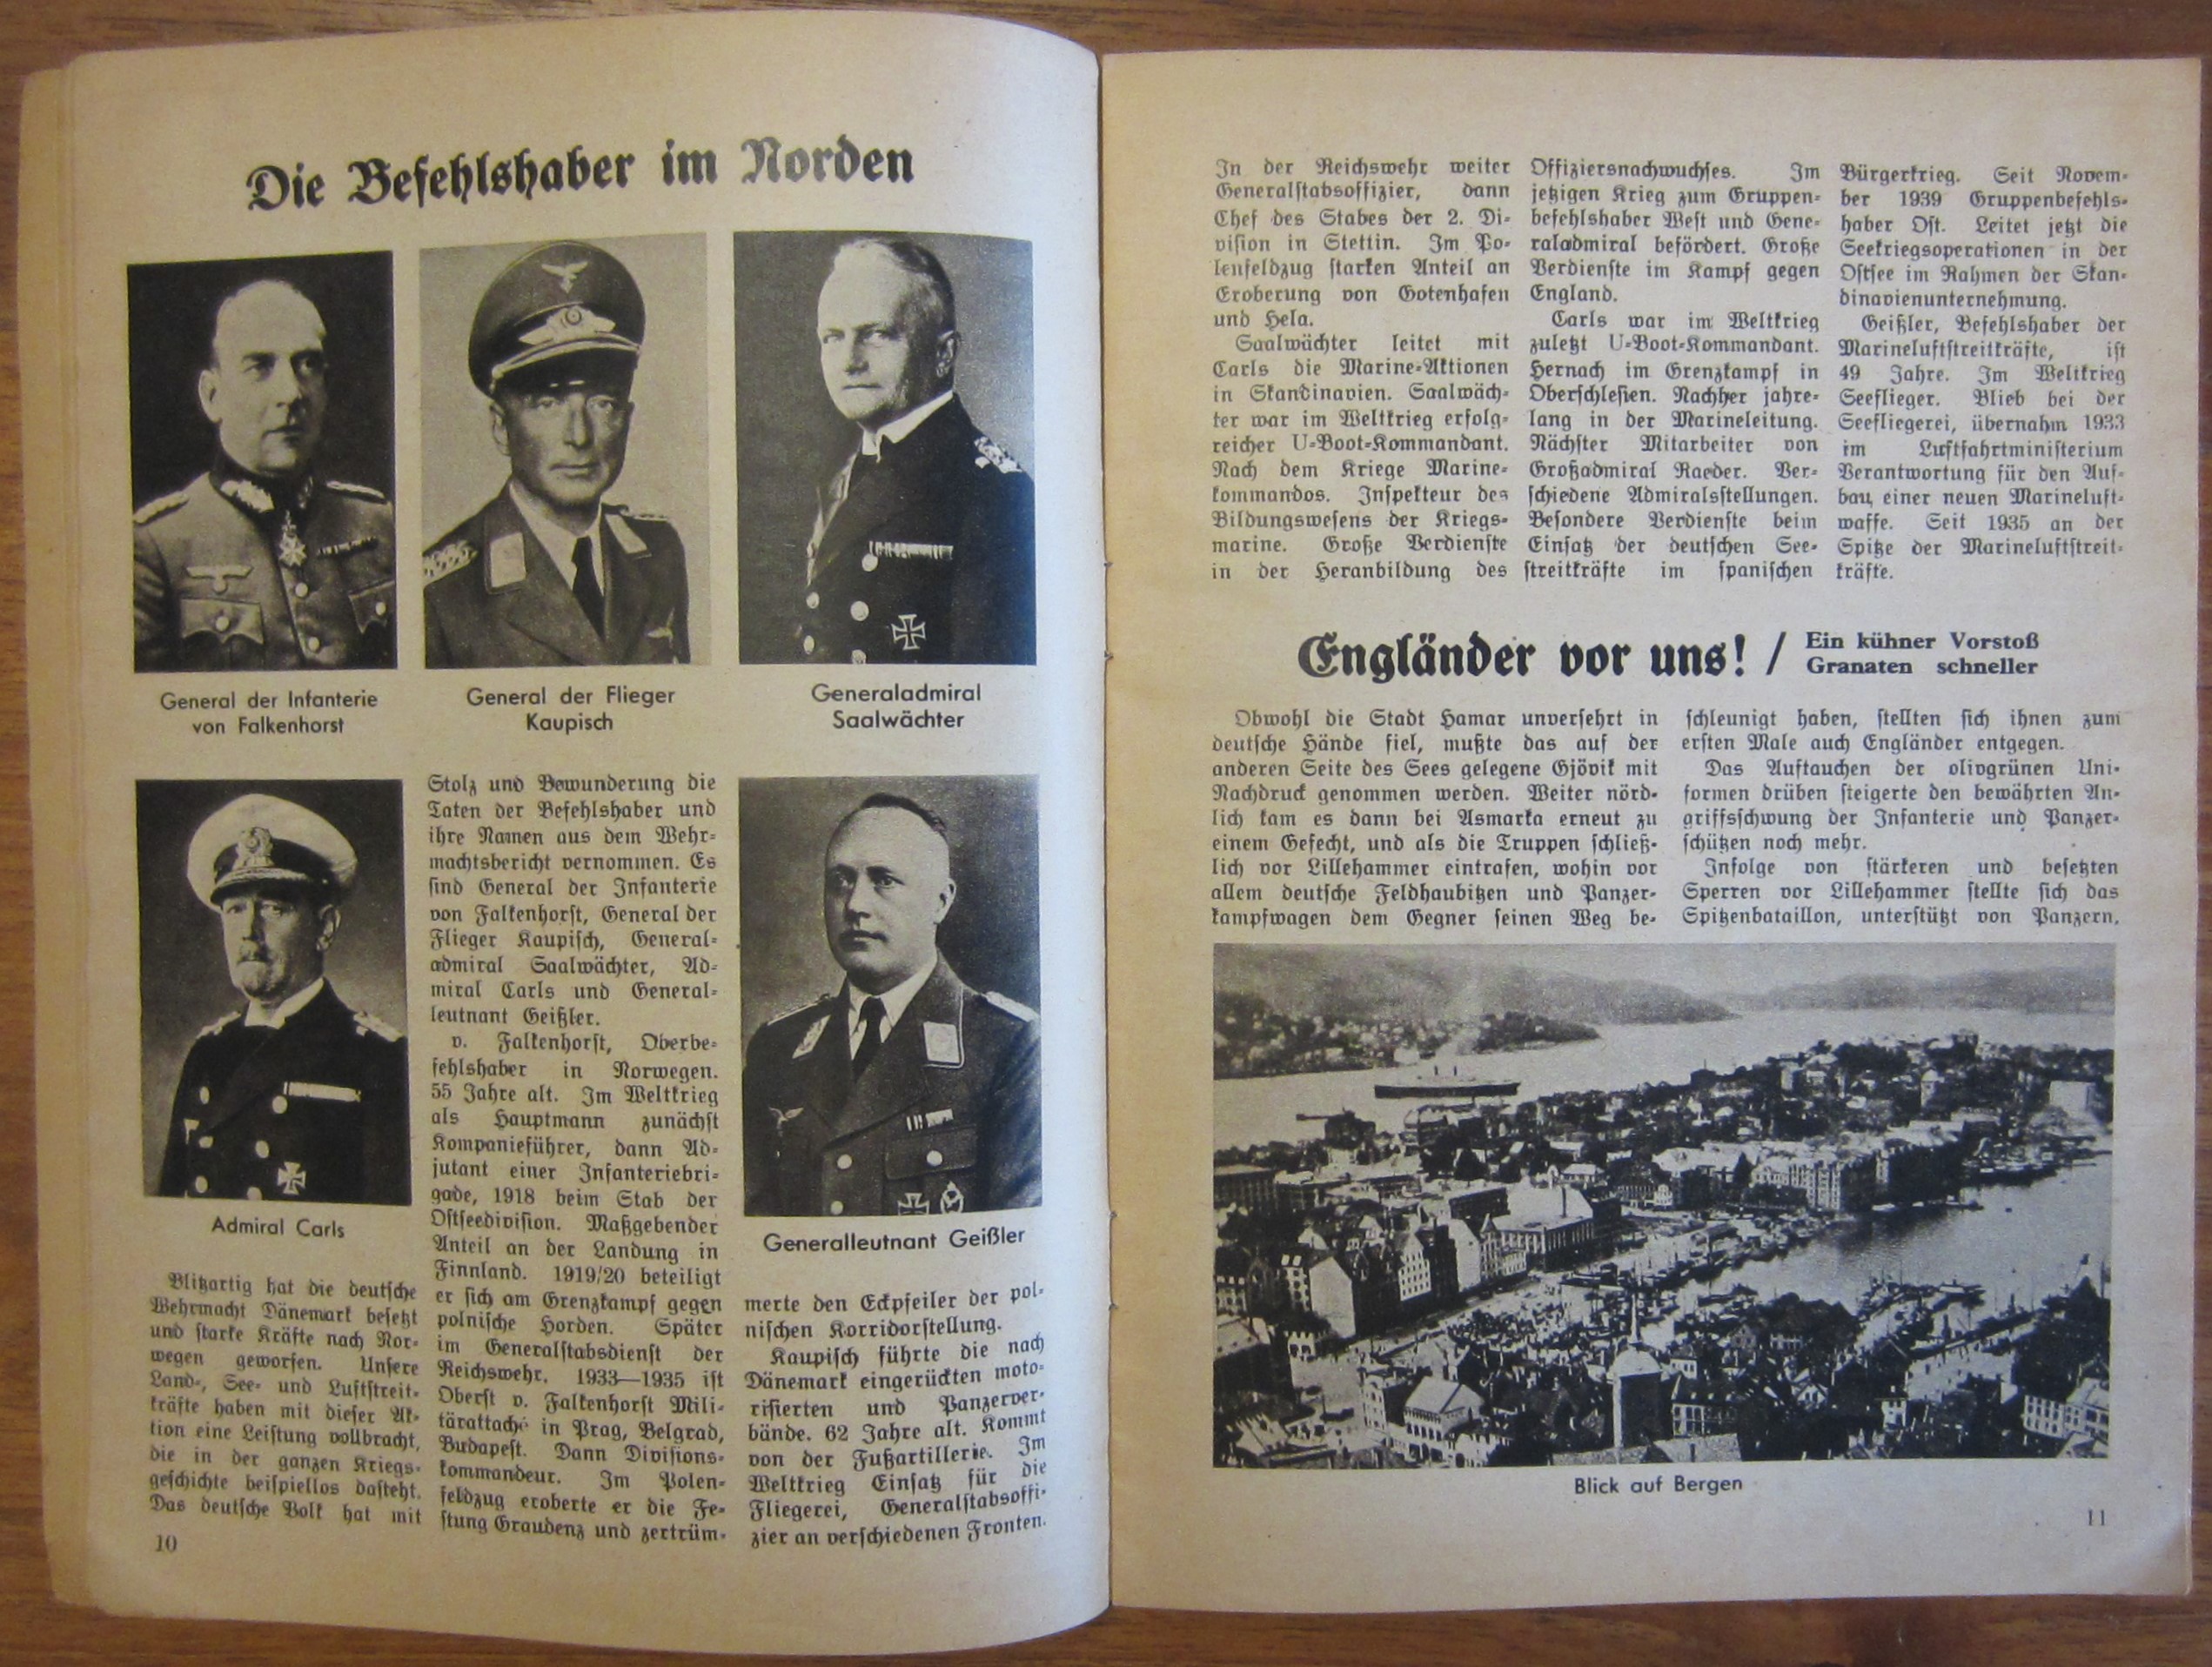 Die Befehlshaber im Norden
General der Infanterie
von Falkenhorst
General der Flieger
Kaupisch
Generaladmiral
Saalwächter
Admiral Carls
Generalleutnant Geißler
Blitzartig hat die deutsche
Wehrmacht Dänemark besetzt
und starke Kräfte nach Nor-
wegen geworfen. Unsere
Land-, See- und Luftstreit-
kräfte haben mit dieser Ak-
tion eine Leistung vollbracht,
die in der ganzen Kriegs-
geschichte beispiellos dasteht.
Das deutsche Volk hat mit
Stolz und Bewunderung die
Taten der Befehlshaber und
ihre Namen aus dem Wehr-
machtsbericht vernommen. Es
sind General der Infanterie
von Falkenhorst, General der
Flieger Kaupisch, General-
admiral Saalwächter, Ad-
miral Carls und General-
leutnant Geißler.
v. Falkenhorst, Oberbe-
fehlshaber in Norwegen.
55 Jahre alt. Im Weltkrieg
als Hauptmann zunächst
Kompanieführer, dann Ad-
jutant einer Infanteriebri-
gade, 1918 beim Stab der
Ostseedivision. Maßgebender
Anteil an der Landung in
Finnland. 1919/20 beteiligt
er sich am Grenzkampf gegen
polnische Horden. Später
im Generalstabsdienst der
Reichswehr. 1933—1935 ist
Oberst v. Falkenhorst Mili-
tärattaché in Prag, Belgrad,
Budapest. Dann Divisions-
kommandeur. Im Polen-
feldzug eroberte er die Fe-
stung Graudenz und zertrüm-
merte den Eckpfeiler der pol-
nischen Korridorstellung.
Kaupisch führte die nach
Dänemark eingerückten moto-
risierten und Panzerver-
bände. 62 Jahre alt. Kommt
von der Fußartillerie. Im
Weltkrieg Einsatz für die
Fliegerei, Generalstabsoffi-
zier an verschiedenen Fronten.
10
In der Reichswehr weiter
Generalstabsoffizier, dann
Chef des Stabes der 2. Di-
vision in Stettin. Im Po-
lenfeldzug starken Anteil an
Eroberung von Gotenhafen
und Hela.
Saalwächter leitet mit
Carls die Marine-Aktionen
in Skandinavien. Saalwäch-
ter war im Weltkrieg erfolg-
reicher U-Boot-Kommandant.
Nach dem Kriege Marine-
kommandos. Inspekteur des
Bildungswesens der Kriegs-
marine. Große Verdienste
in der Heranbildung des
Offiziersnachwuchses. Im
jetzigen Krieg zum Gruppen-
befehlshaber West und Gene-
raladmiral befördert. Große
Verdienste im Kampf gegen
England.
Carls war im Weltkrieg
zuletzt U-Boot-Kommandant.
Hernach im Grenzkampf in
Oberschlesien. Nachher jahre-
lang in der Marineleitung.
Nächster Mitarbeiter von
Großadmiral Raeder. Ver-
schiedene Admiralsstellungen.
Besondere Verdienste beim
Einsatz der deutschen See-
streitkräfte im spanischen
Bürgerkrieg. Seit Novem-
ber 1939 Gruppenbefehls-
haber Ost. Leitet jetzt die
Seekriegsoperationen in der
Ostsee im Rahmen der Skan-
dinavienunternehmung.
Geißler, Befehlshaber der
Marineluftstreitkräfte, ist
49 Jahre. Im Weltkrieg
Seeflieger. Blieb bei der
Seefliegerei, übernahm 1933
im Luftfahrtministerium
Verantwortung für den Auf-
bau einer neuen Marineluft-
waffe. Seit 1935 an der
Spitze der Marineluftstreit-
kräfte.
Engländer vor uns! / Ein kühner Vorstoß
Granaten schneller
Obwohl die Stadt Hamar unversehrt in
deutsche Hände fiel, mußte das auf der
anderen Seite des Sees gelegene Gjövik mit
Nachdruck genommen werden. Weiter nörd-
lich kam es dann bei Asmarka erneut zu
einem Gefecht, und als die Truppen schließ-
lich vor Lillehammer eintrafen, wohin vor
allem deutsche Feldhaubitzen und Panzer-
kampfwagen dem Gegner seinen Weg be-
schleunigt haben, stellten sich ihnen zum
ersten Male auch Engländer entgegen.
Das Auftauchen der olivgrünen Uni-
formen drüben steigerte den bewährten An-
griffsschwung der Infanterie und Panzer-
schützen noch mehr.
Infolge von stärkeren und besetzten
Sperren vor Lillehammer stellte sich das
Spitzenbataillon, unterstützt von Panzern,
Blick auf Bergen
11